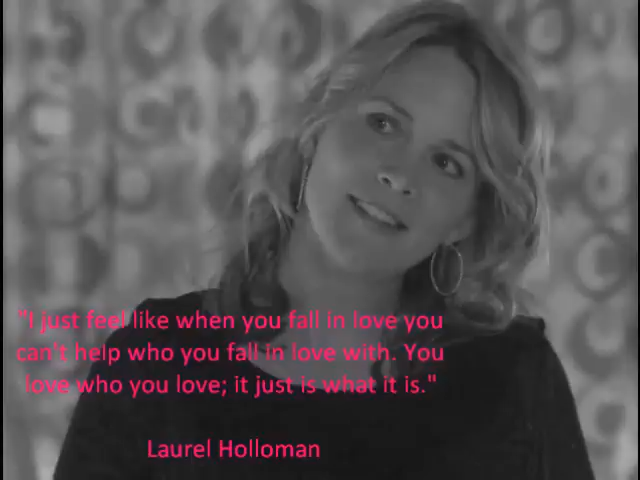 "I just feel like when you fall in love you
can't help who you fall in love with. You
love who you love; it just is what it is."
Laurel Holloman